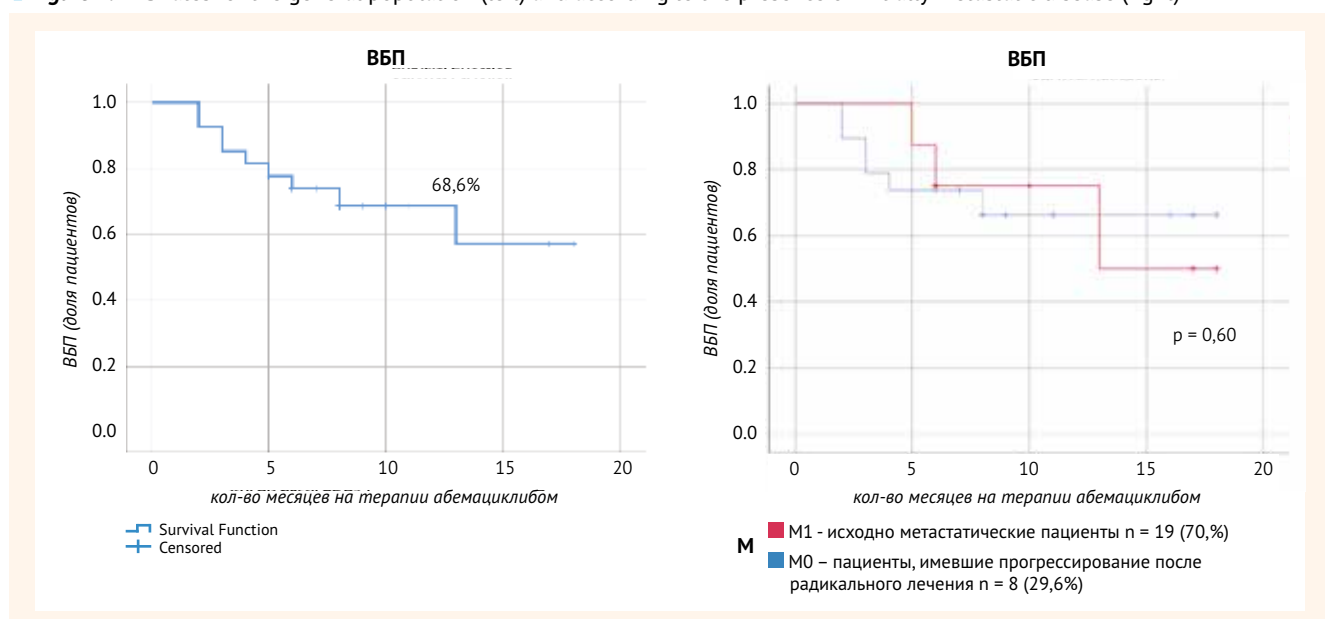 ВБП
1.0
0.8
0.6
0.4
0.2
0.0
ВБП (доля пациентов)
68,6%
0 5 10 15 20
кол-во месяцев на терапии абемациклибом
Survival Function
Censored
ВБП
1.0
0.8
0.6
0.4
0.2
0.0
ВБП (доля пациентов)
p = 0,60
0 5 10 15 20
кол-во месяцев на терапии абемациклибом
М
М1 - исходно метастатические пациенты n = 19 (70,%)
М0 – пациенты, имевшие прогрессирование после
радикального лечения n = 8 (29,6%)